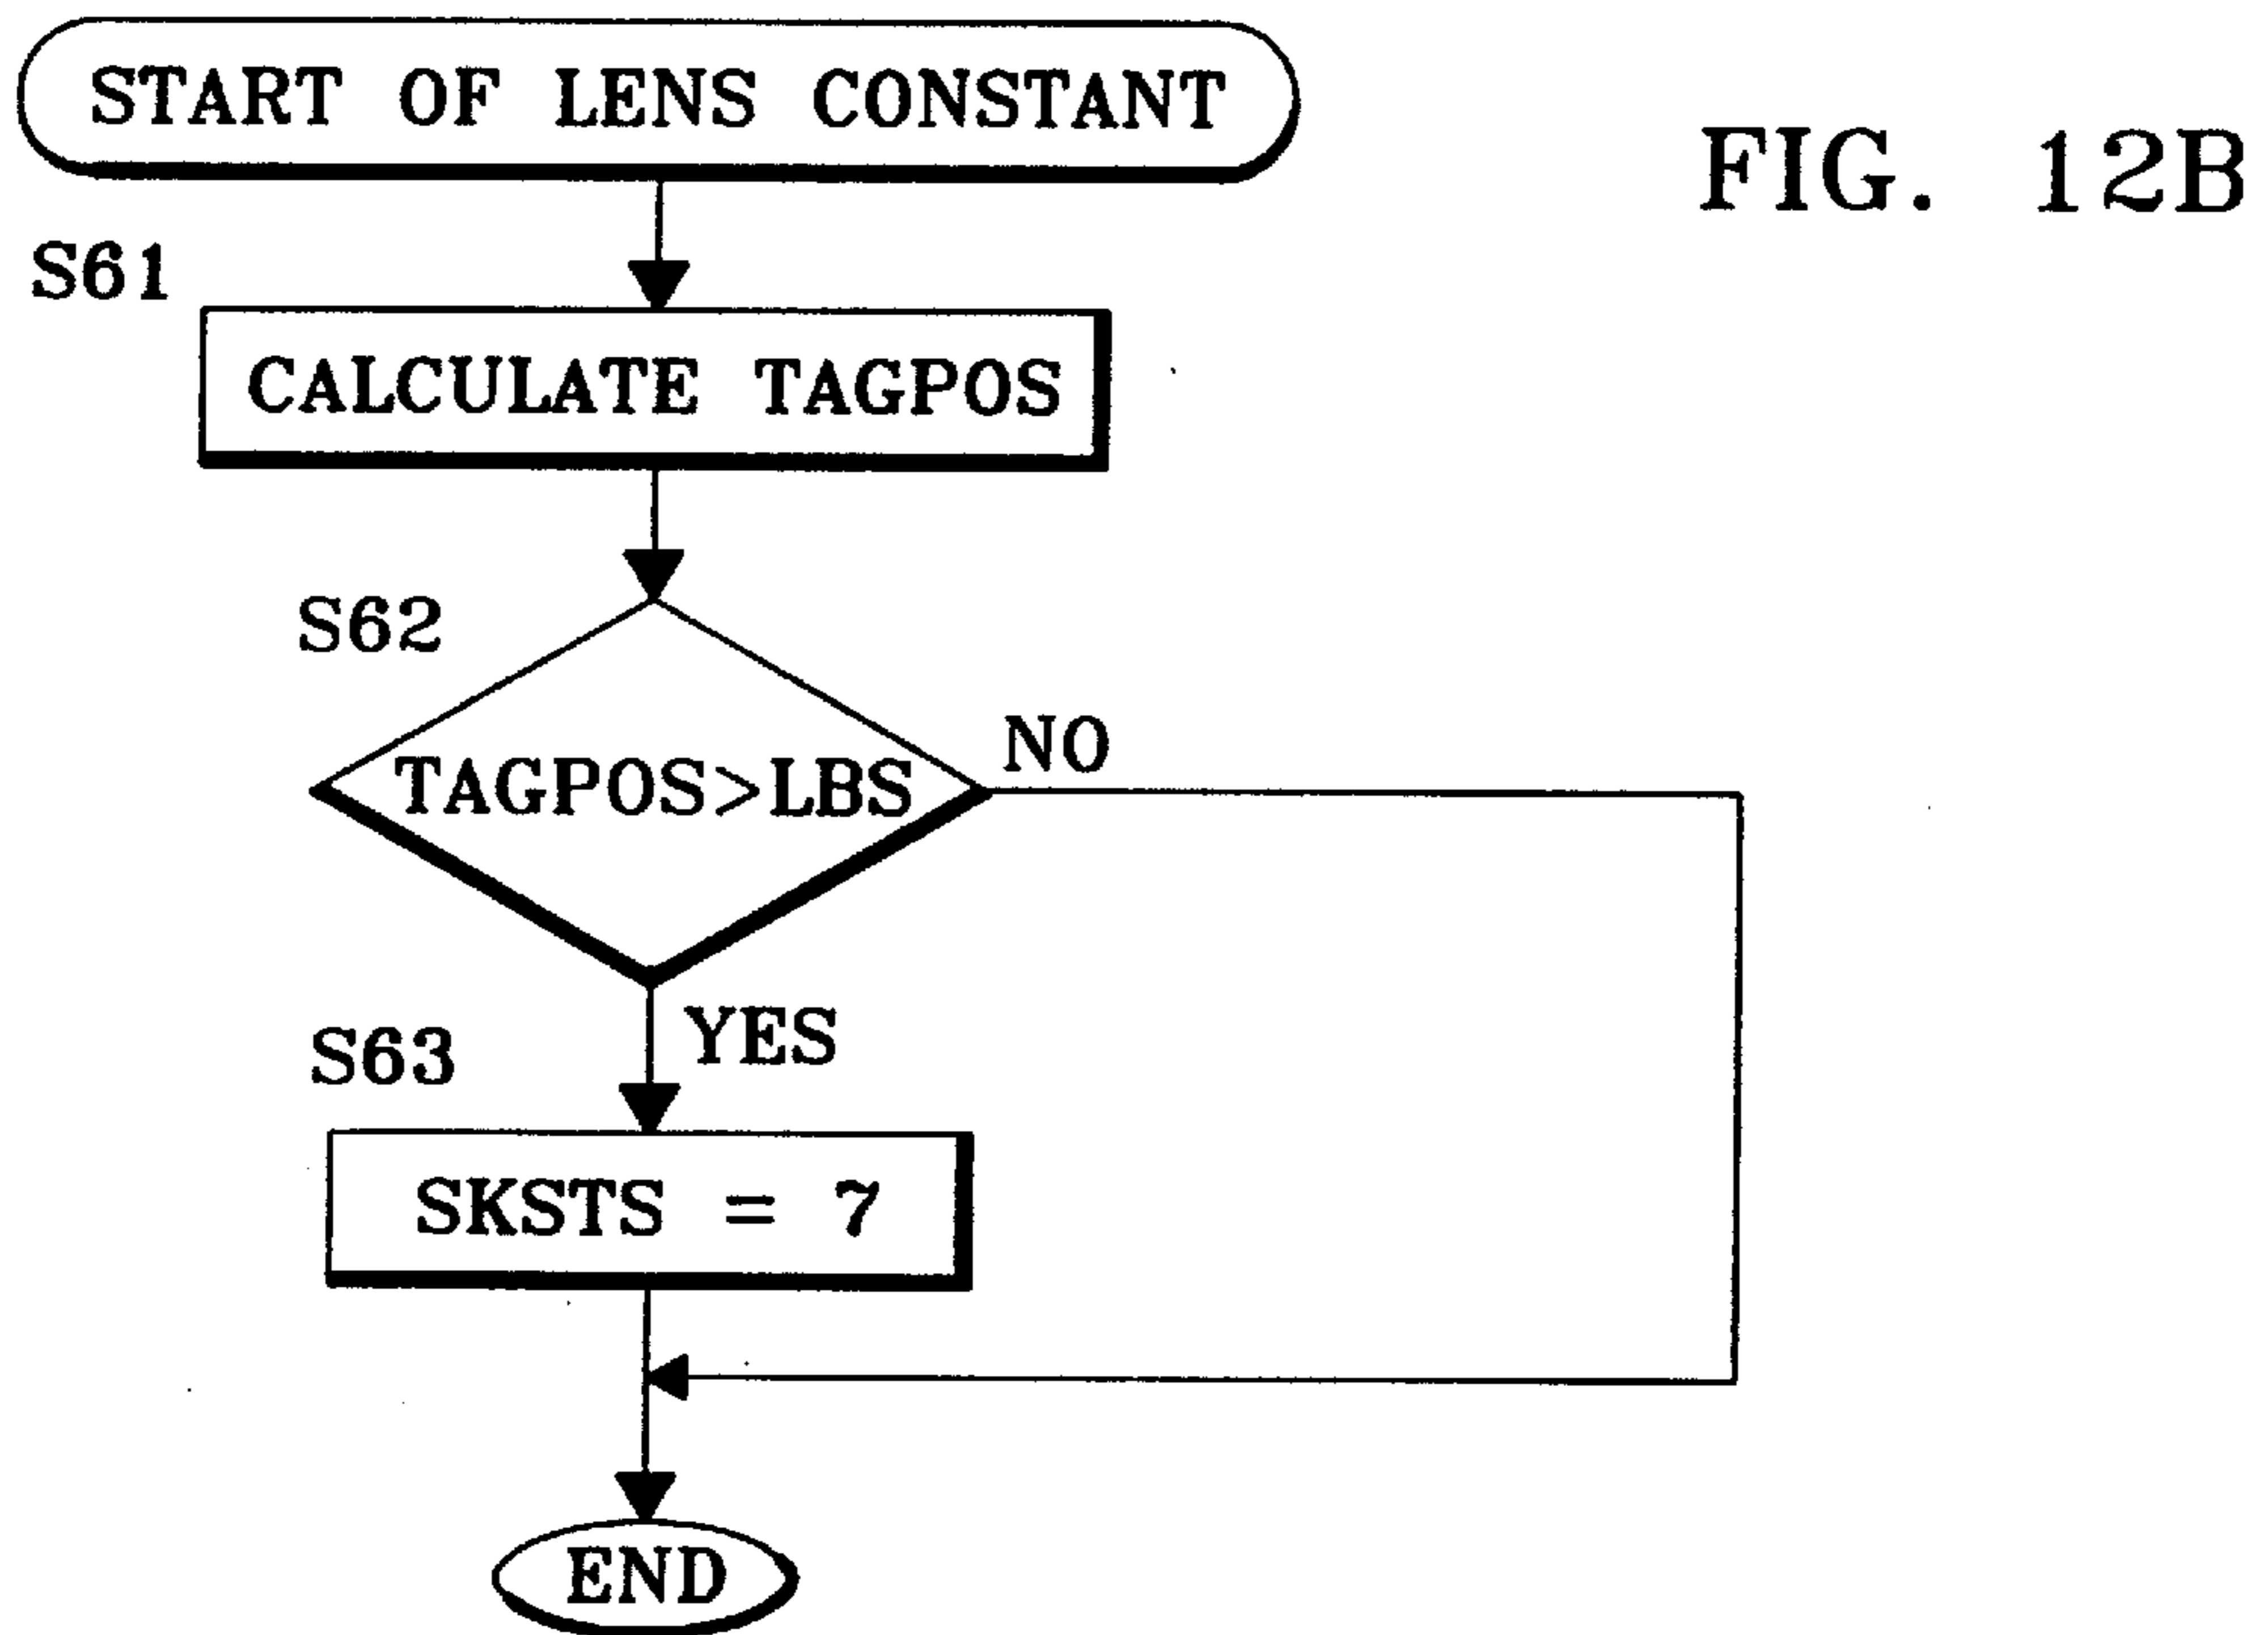 START OF LENS CONSTANT
FIG. 12B
S61
CALCULATE TAGPOS
S62
TAGPOS>LBS
NO
YES
S63
SKSTS = 7
END